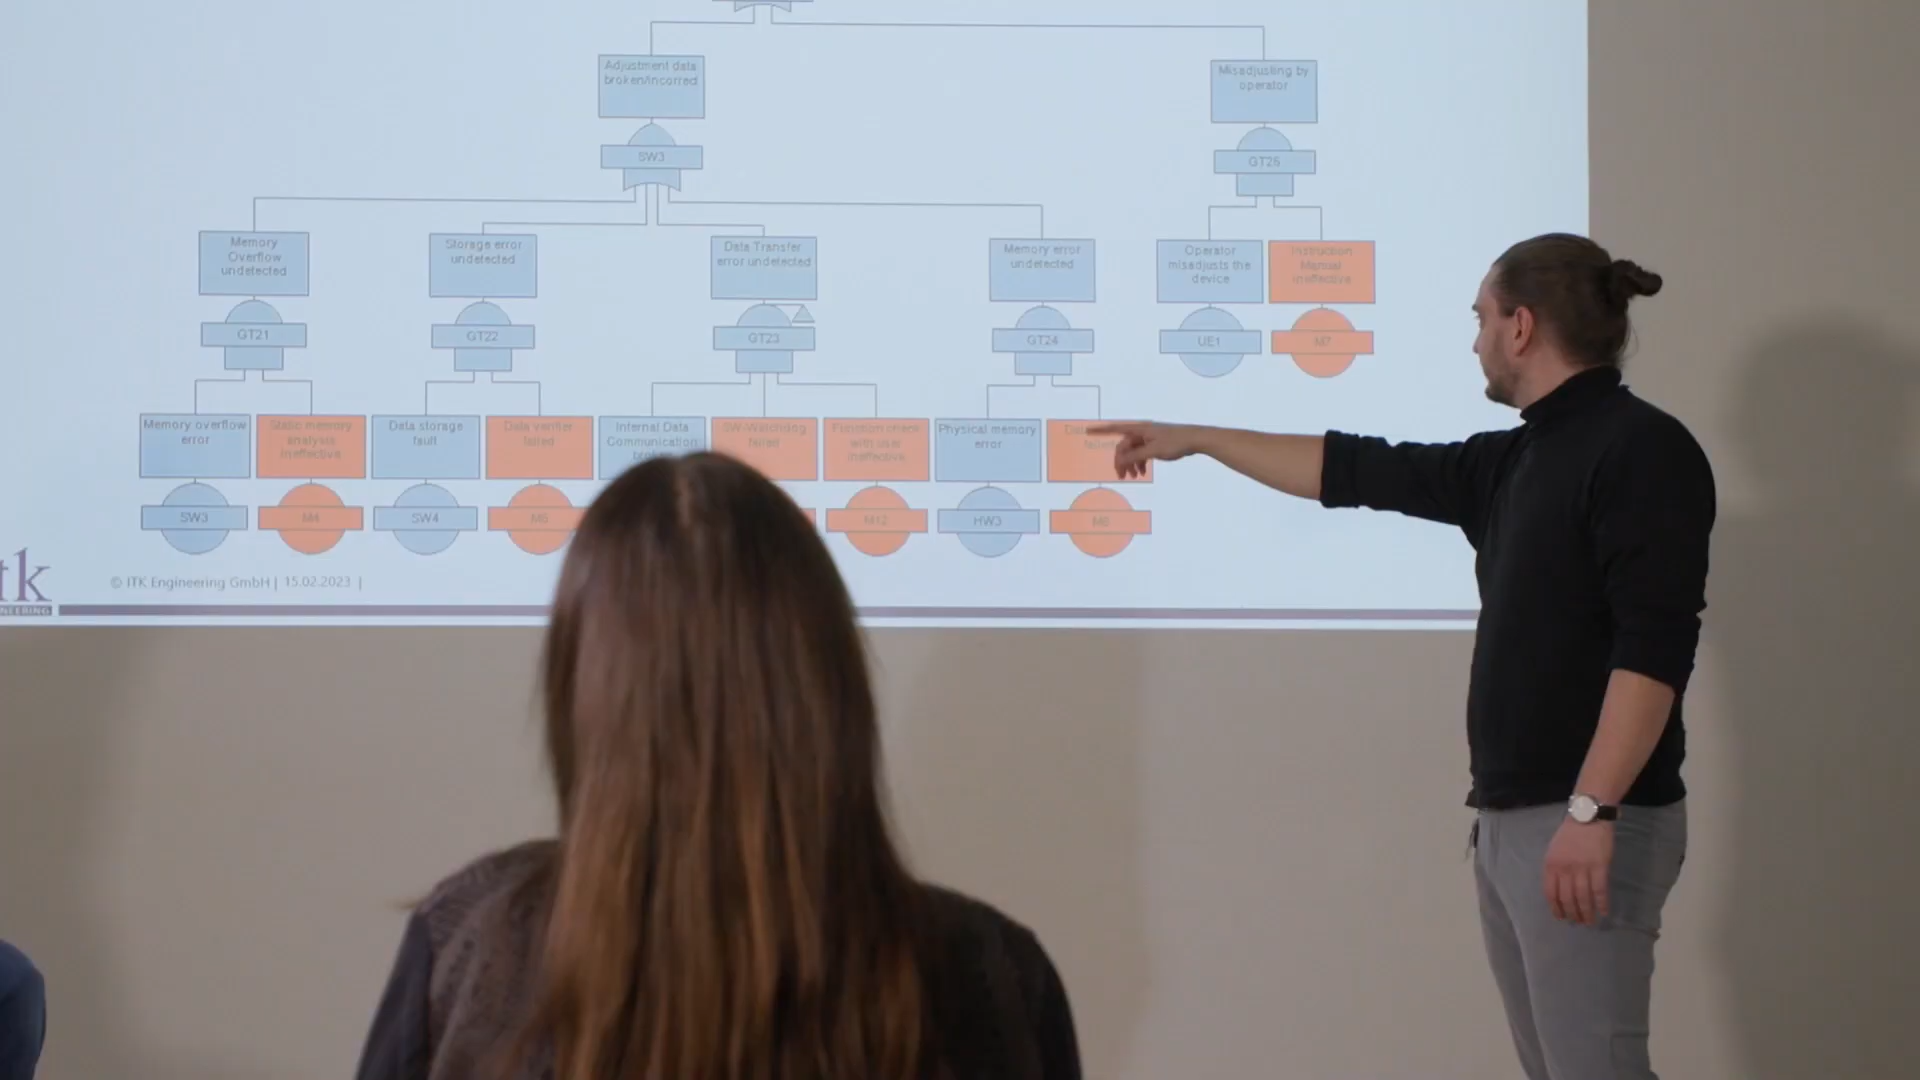 Adjustment data
broken/incorrect
Misadjusting by
operator
SW3
GT25
Memory
Overflow
undetected
Storage error
undetected
Data Transfer
error undetected
Memory error
undetected
Operator
misadjusts the
device
Instruction
Manual
ineffective
GT21
GT22
GT23
GT24
UE1
M7
Memory overflow
error
Static memory
analysis
ineffective
Data storage
fault
Data verifier
failed
Internal Data
Communication
SW-Watchdog
failed
Function check
with user
ineffective
Physical memory
error
failed
SW3
M4
SW4
M12
HW3
tk
© ITK Engineering GmbH | 15.02.2023 |